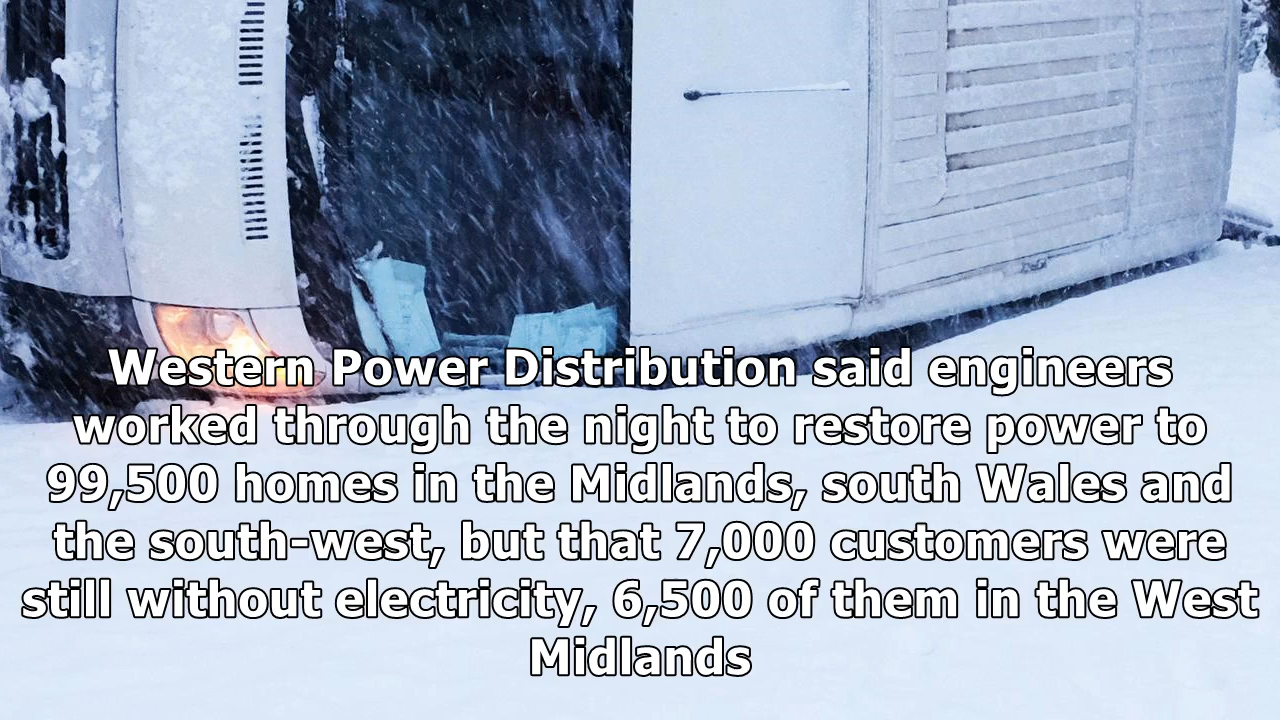 Western Power Distribution said engineers
worked through the night to restore power to
99,500 homes in the Midlands, south Wales and
the south-west, but that 7,000 customers were
still without electricity, 6,500 of them in the West
Midlands